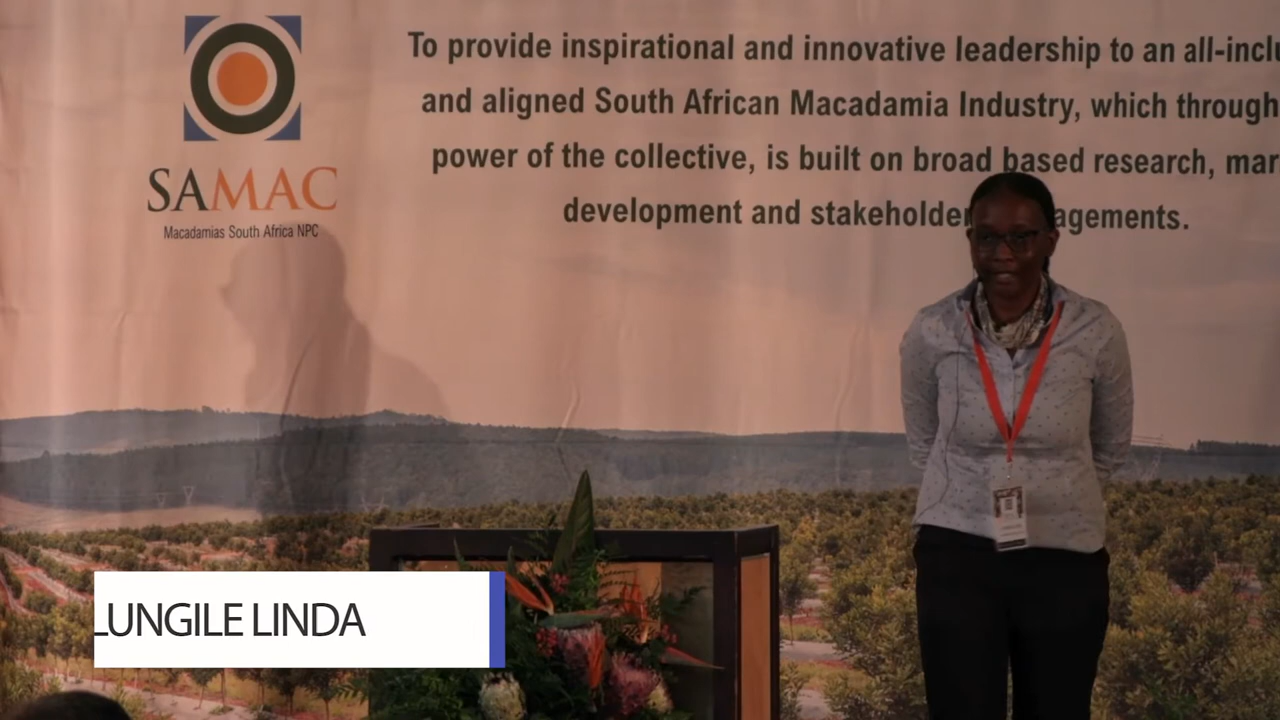 SAMAC
Macadamias South Africa NPC
To provide inspirational and innovative leadership to an all-inclu
and aligned South African Macadamia Industry, which through
power of the collective, is built on broad based research, mar
development and stakeholder agements.
LUNGILE LINDA